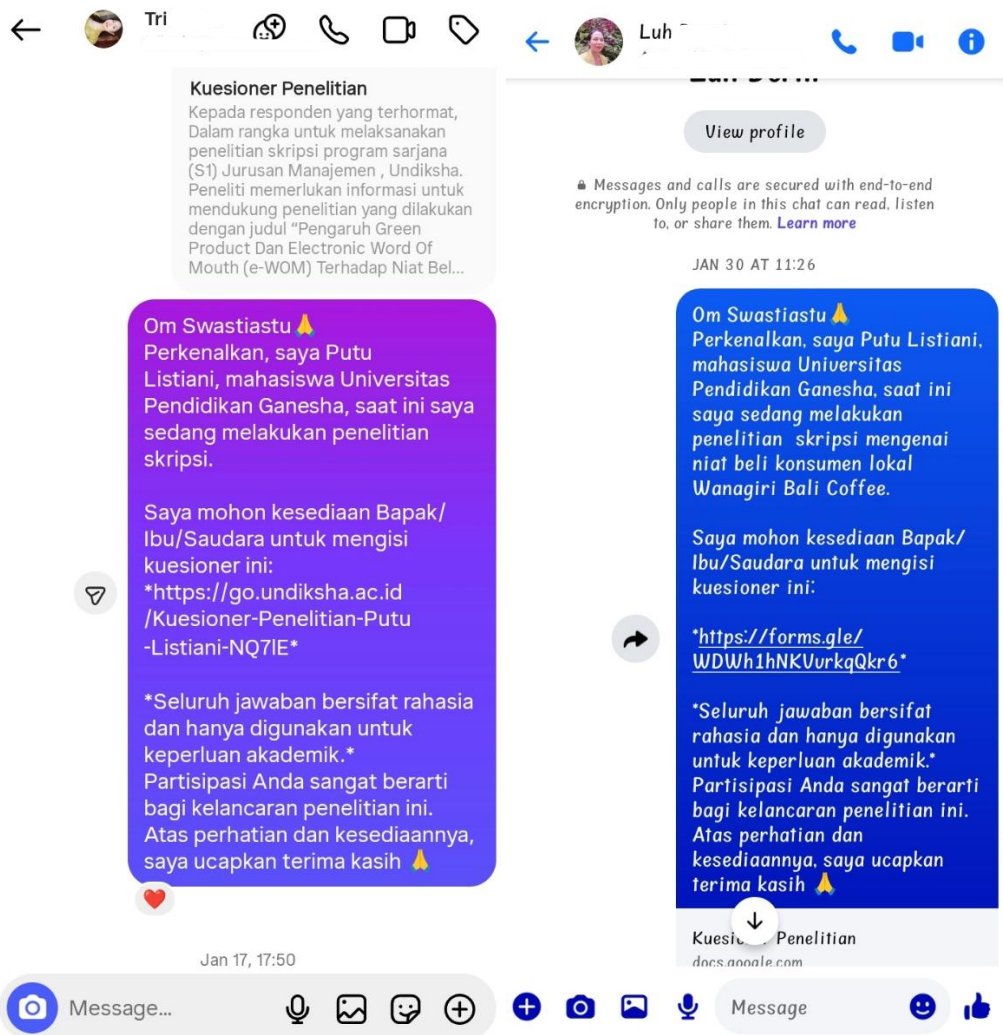 Tri
Kuesioner Penelitian
Kepada responden yang terhormat,
Dalam rangka untuk melaksanakan
penelitian skripsi program sarjana
(S1) Jurusan Manajemen , Undiksha.
Peneliti memerlukan informasi untuk
mendukung penelitian yang dilakukan
dengan judul “Pengaruh Green
Product Dan Electronic Word Of
Mouth (e-WOM) Terhadap Niat Bel...
Om Swastiastu🙏
Perkenalkan, saya Putu
Listiani, mahasiswa Universitas
Pendidikan Ganesha, saat ini saya
sedang melakukan penelitian
skripsi.
Saya mohon kesediaan Bapak/
Ibu/Saudara untuk mengisi
kuesioner ini:
*https://go.undiksha.ac.id
/Kuesioner-Penelitian-Putu
-Listiani-NQ7lE*
*Seluruh jawaban bersifat rahasia
dan hanya digunakan untuk
keperluan akademik.*
Partisipasi Anda sangat berarti
bagi kelancaran penelitian ini.
Atas perhatian dan kesediaannya,
saya ucapkan terima kasih 🙏
❤️
Jan 17, 17:50
Message...
Luh
View profile
Messages and calls are secured with end-to-end
encryption. Only people in this chat can read, listen
to, or share them. Learn more
JAN 30 AT 11:26
Om Swastiastu🙏
Perkenalkan, saya Putu Listiani,
mahasiswa Universitas
Pendidikan Ganesha, saat ini
saya sedang melakukan
penelitian skripsi mengenai
niat beli konsumen lokal
Wanagiri Bali Coffee.
Saya mohon kesediaan Bapak/
Ibu/Saudara untuk mengisi
kuesioner ini:
*https://forms.gle/
WDWh1hNKVurkqQkr6*
*Seluruh jawaban bersifat
rahasia dan hanya digunakan
untuk keperluan akademik.*
Partisipasi Anda sangat berarti
bagi kelancaran penelitian ini.
Atas perhatian dan
kesediaannya, saya ucapkan
terima kasih 🙏
Penelitian
docs.google.com
Message